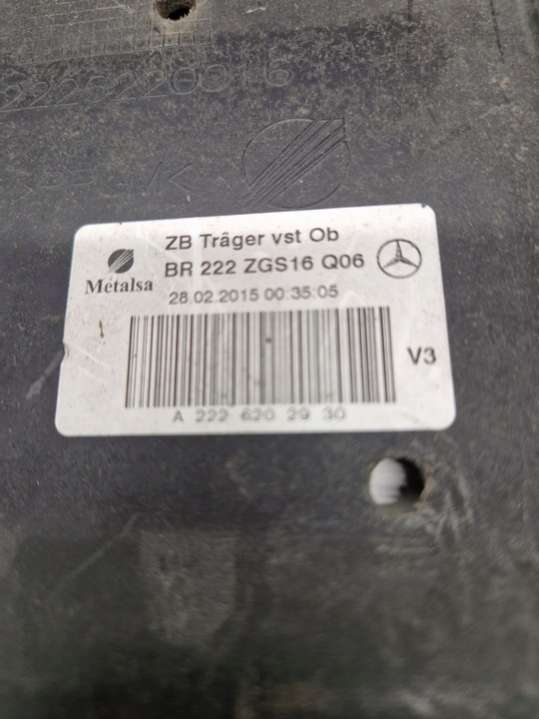 ZB Träger vst Ob
BR 222 ZGS16 Q06
Metalsa
28.02.2015 00:35:05
V3
A 222 620 29 30